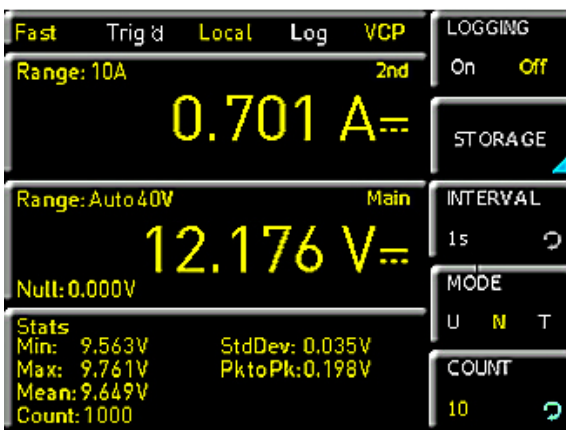 Fast Trig'd Local Log VCP
Range: 10A 2nd
0.701 A
Range: Auto 40V Main
12.176 V
Null: 0.000V
Stats
Min: 9.563V StdDev: 0.035V
Max: 9.761V PktoPk: 0.198V
Mean: 9.649V
Count: 1000
LOGGING
On Off
STORAGE
INTERVAL
1s
MODE
U N T
COUNT
10